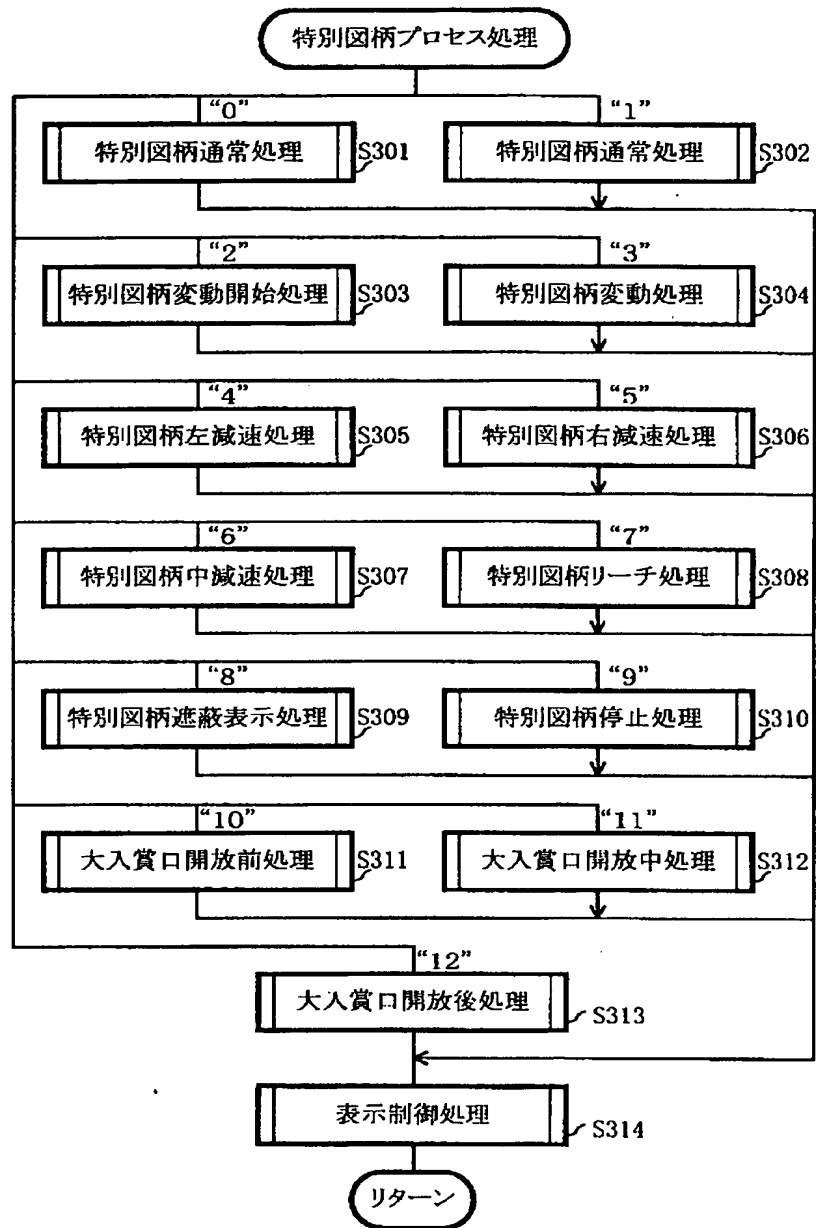 特別図柄プロセス処理
“0” “1”
特別図柄通常処理 S301 特別図柄通常処理 S302
“2” “3”
特別図柄変動開始処理 S303 特別図柄変動処理 S304
“4” “5”
特別図柄左減速処理 S305 特別図柄右減速処理 S306
“6” “7”
特別図柄中減速処理 S307 特別図柄リーチ処理 S308
“8” “9”
特別図柄遮蔽表示処理 S309 特別図柄停止処理 S310
“10” “11”
大入賞口開放前処理 S311 大入賞口開放中処理 S312
“12”
大入賞口開放後処理 S313
表示制御処理 S314
リターン